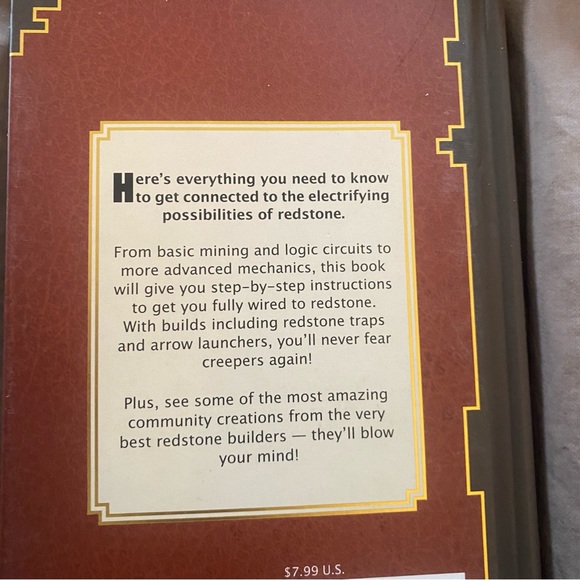 Here's everything you need to know
to get connected to the electrifying
possibilities of redstone.
From basic mining and logic circuits to
more advanced mechanics, this book
will give you step-by-step instructions
to get you fully wired to redstone.
With builds including redstone traps
and arrow launchers, you'll never fear
creepers again!
Plus, see some of the most amazing
community creations from the very
best redstone builders — they'll blow
your mind!
$7.99 U.S.